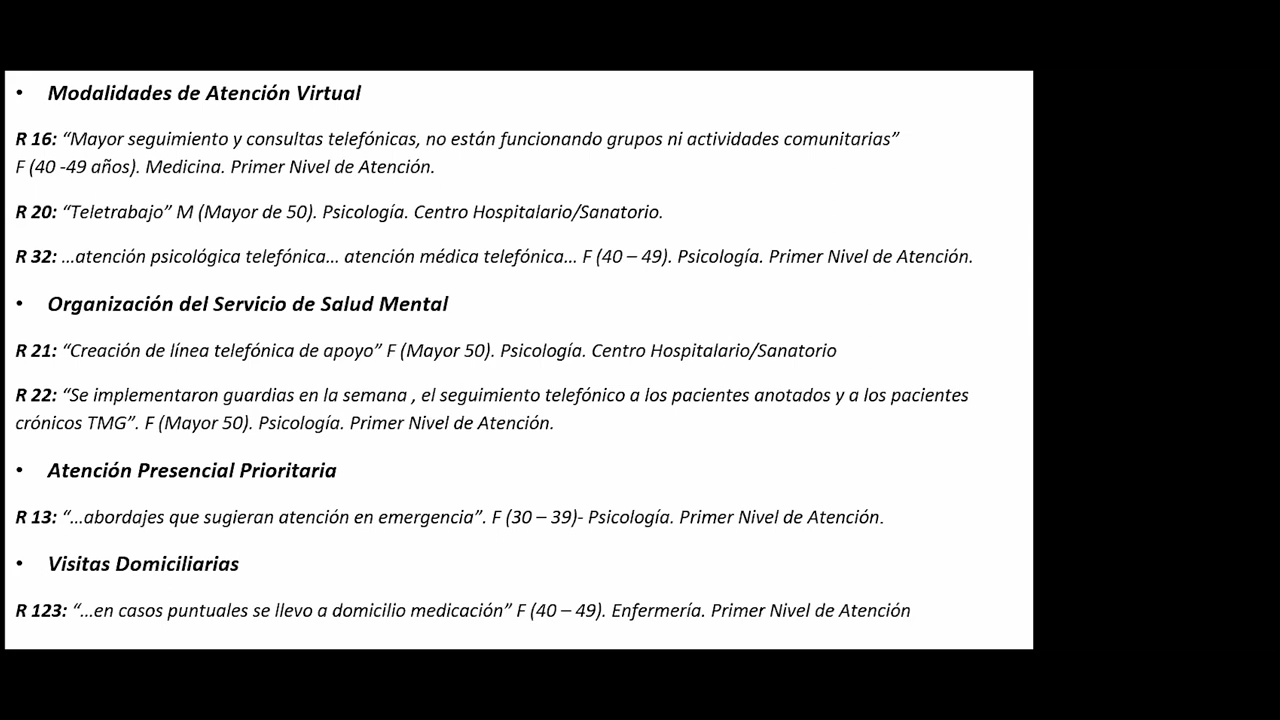 • Modalidades de Atención Virtual
R 16: “Mayor seguimiento y consultas telefónicas, no están funcionando grupos ni actividades comunitarias”
F (40 -49 años). Medicina. Primer Nivel de Atención.
R 20: “Teletrabajo” M (Mayor de 50). Psicología. Centro Hospitalario/Sanatorio.
R 32: ...atención psicológica telefónica... atención médica telefónica... F (40 – 49). Psicología. Primer Nivel de Atención.
• Organización del Servicio de Salud Mental
R 21: “Creación de línea telefónica de apoyo” F (Mayor 50). Psicología. Centro Hospitalario/Sanatorio
R 22: “Se implementaron guardias en la semana , el seguimiento telefónico a los pacientes anotados y a los pacientes
crónicos TMG”. F (Mayor 50). Psicología. Primer Nivel de Atención.
• Atención Presencial Prioritaria
R 13: “...abordajes que sugieran atención en emergencia”. F (30 – 39)- Psicología. Primer Nivel de Atención.
• Visitas Domiciliarias
R 123: “...en casos puntuales se llevo a domicilio medicación” F (40 – 49). Enfermería. Primer Nivel de Atención